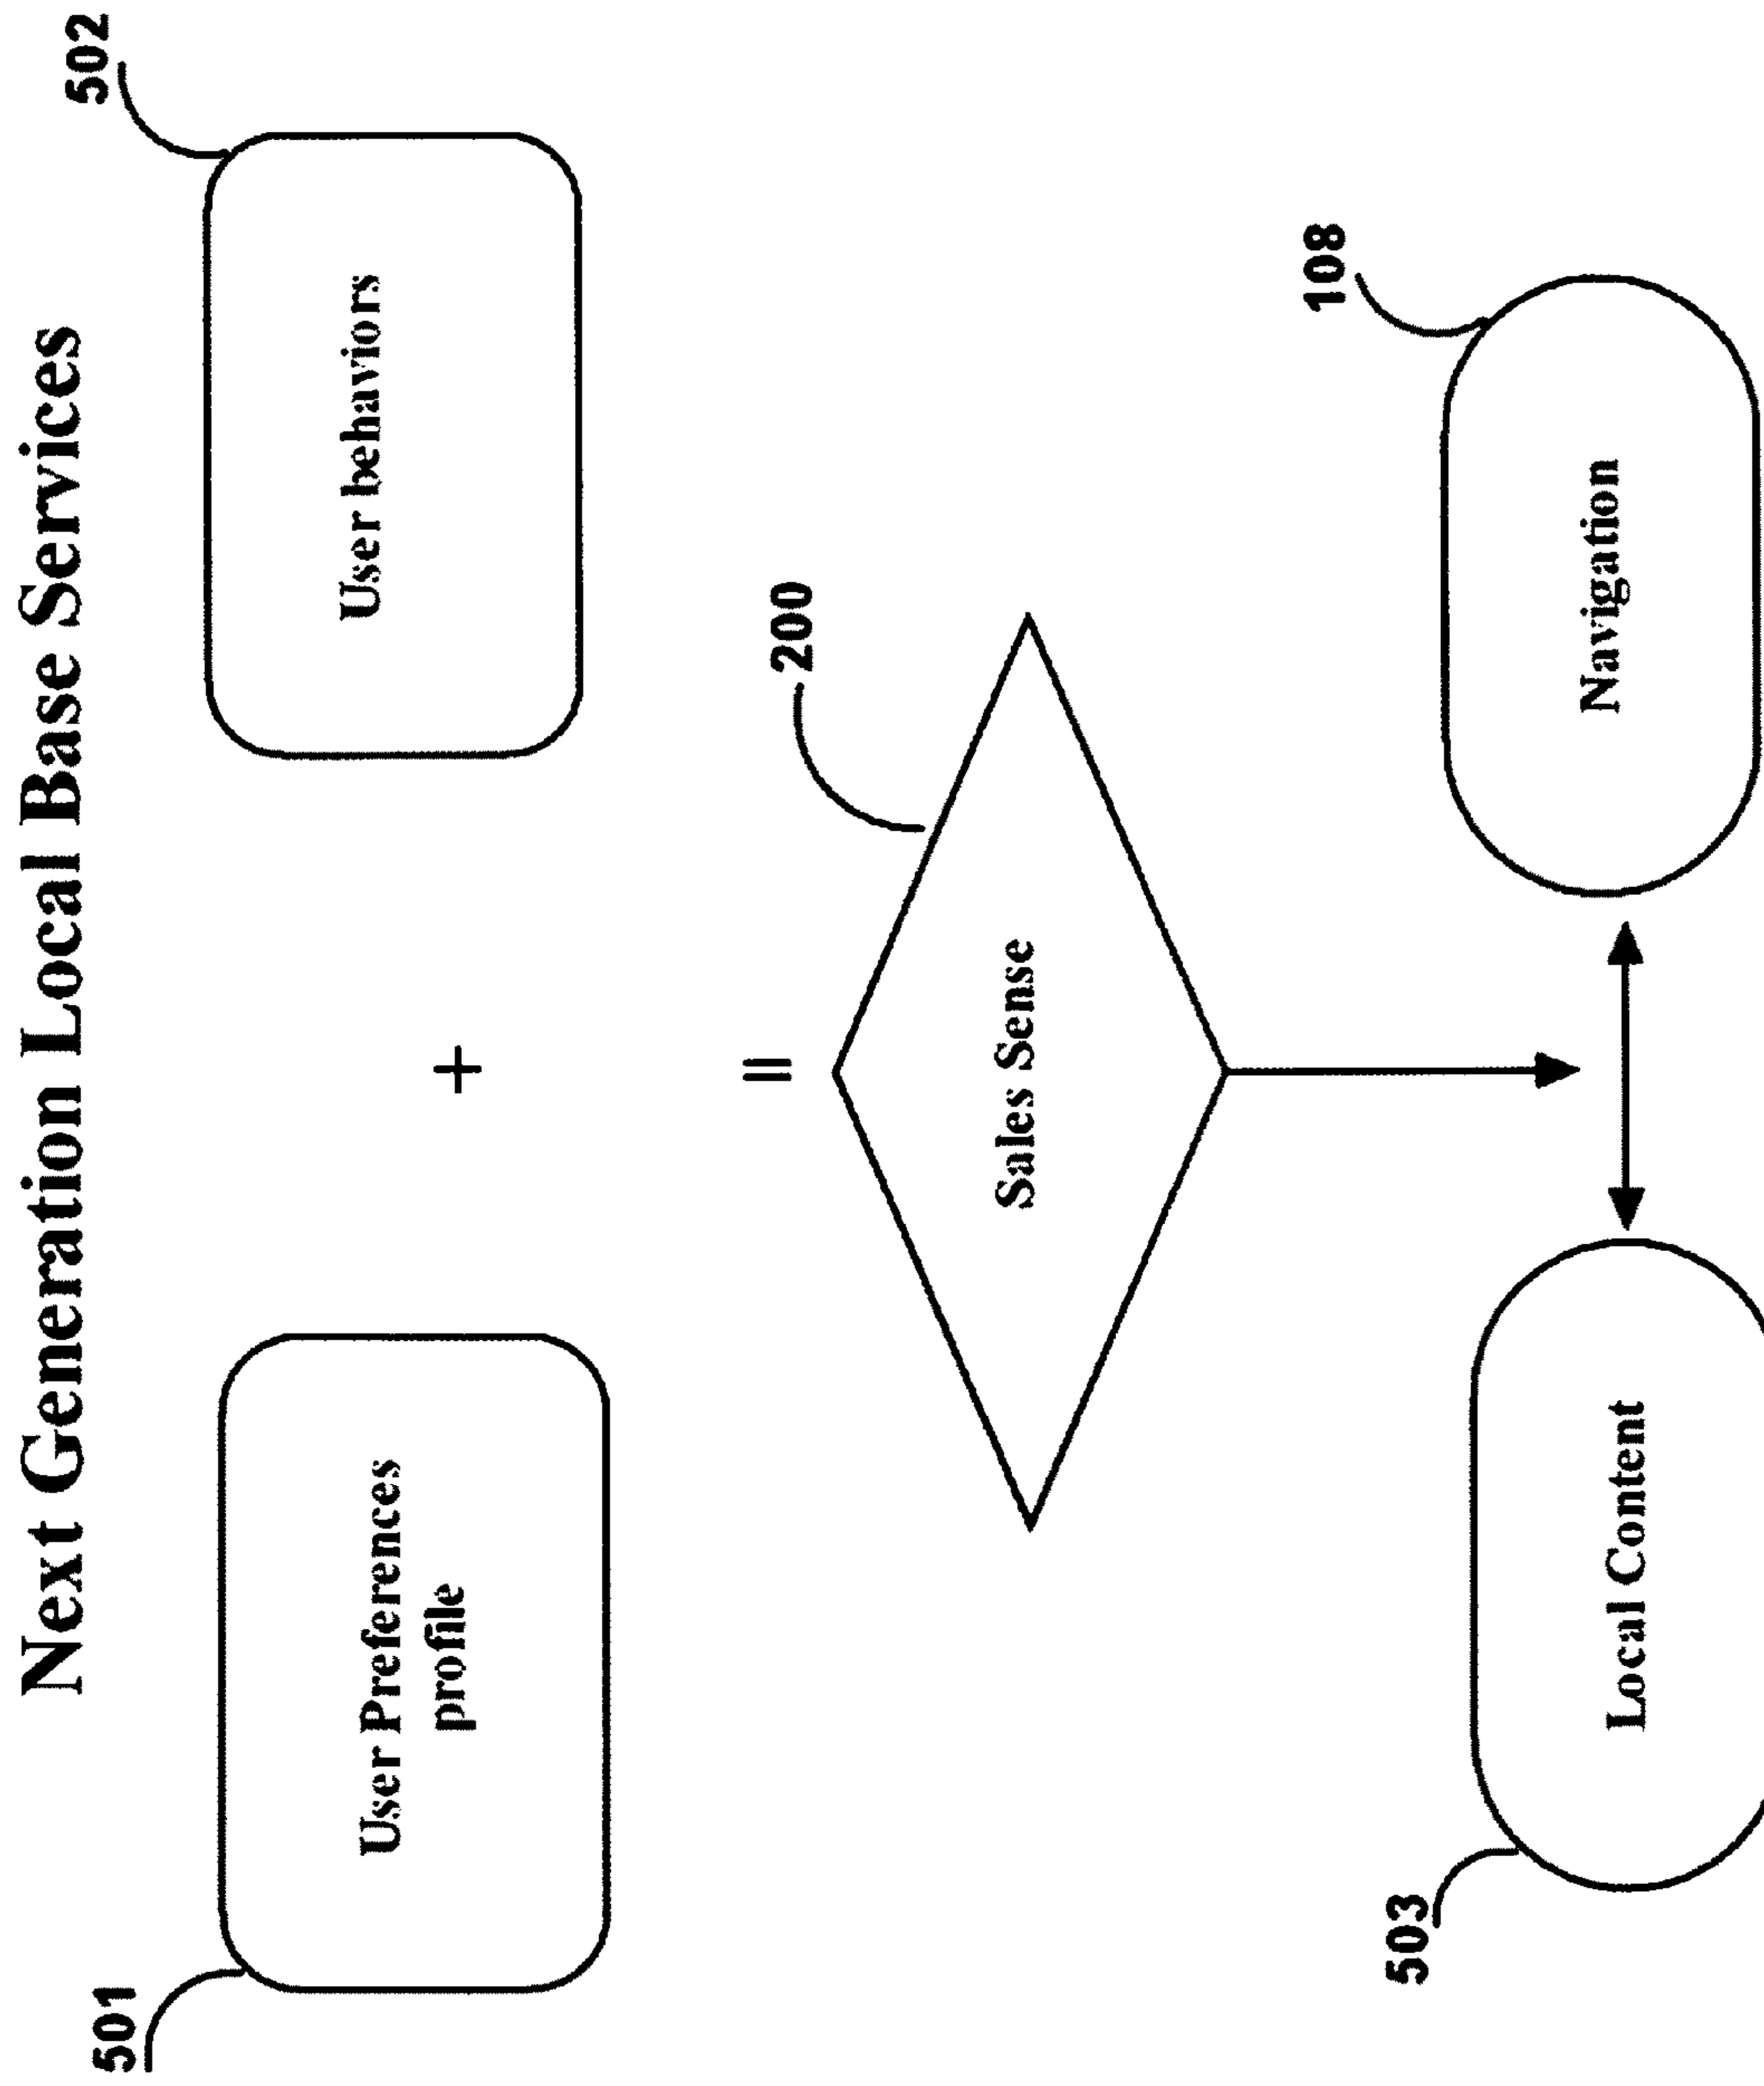 Next Generation Local Base Services
501
502
User Preferences
profile
+
User behaviors
=
200
Sales Sense
503
108
Local Content
Navigation